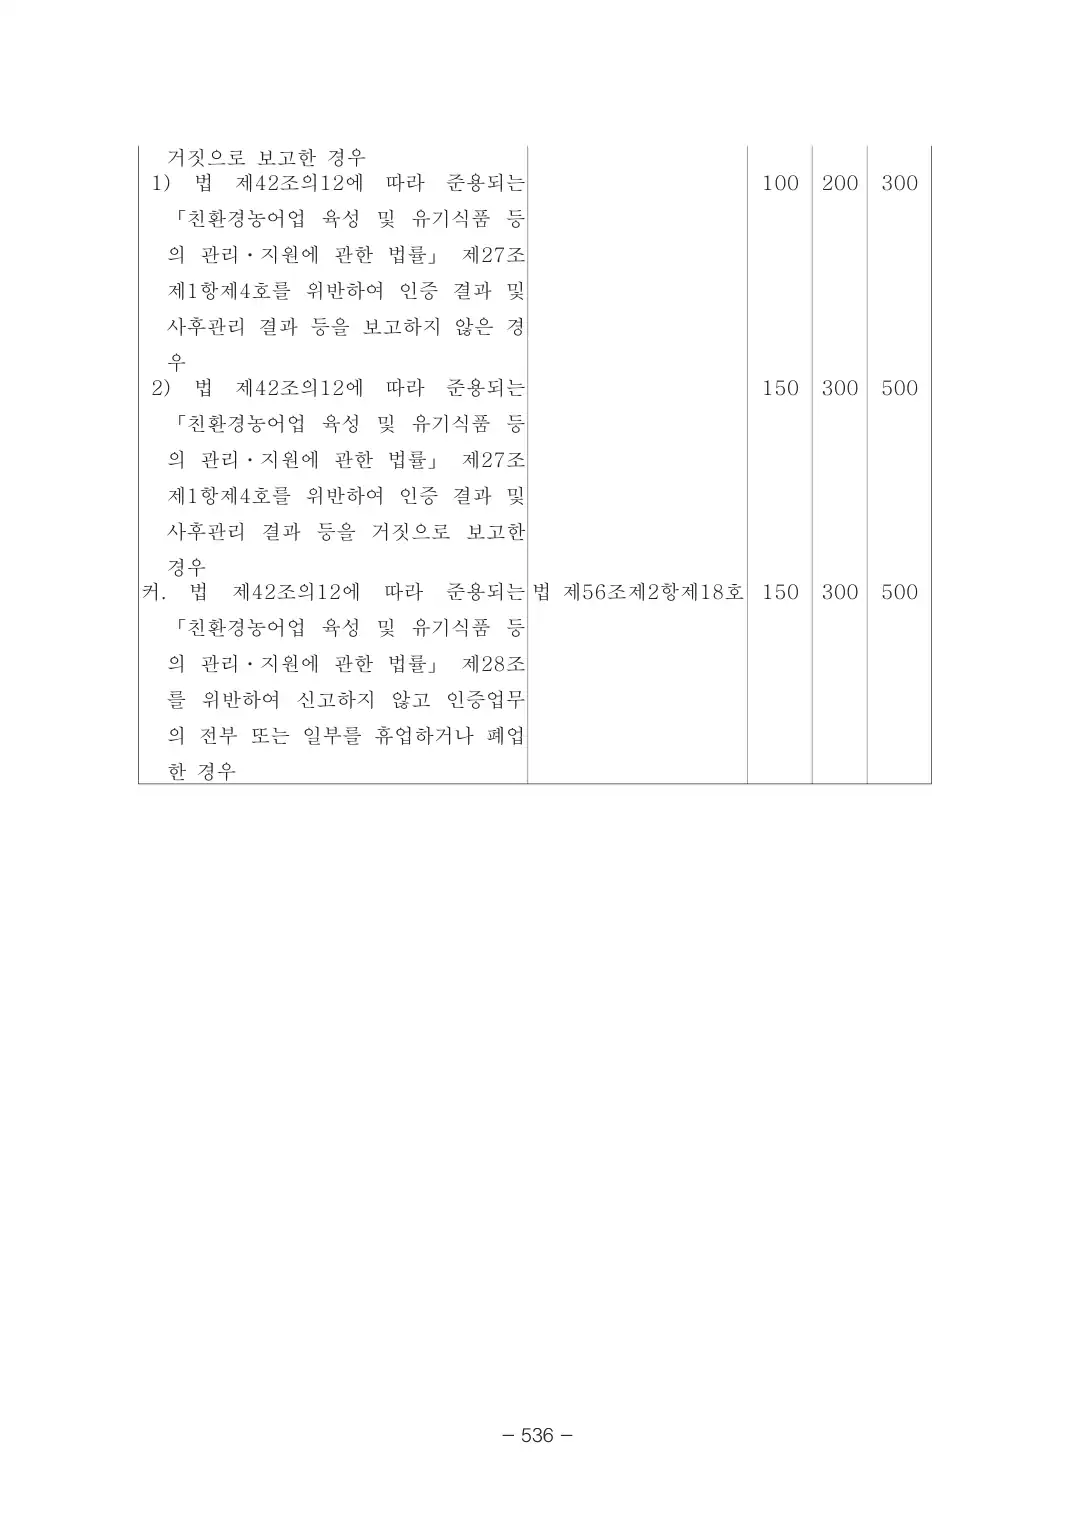 거짓으로 보고한 경우
1) 법 제42조의12에 따라 준용되는 100 200 300
「친환경농어업 육성 및 유기식품 등
의 관리·지원에 관한 법률」 제27조
제1항제4호를 위반하여 인증 결과 및
사후관리 결과 등을 보고하지 않은 경
우
2) 법 제42조의12에 따라 준용되는 150 300 500
「친환경농어업 육성 및 유기식품 등
의 관리·지원에 관한 법률」 제27조
제1항제4호를 위반하여 인증 결과 및
사후관리 결과 등을 거짓으로 보고한
경우
커. 법 제42조의12에 따라 준용되는 법 제56조제2항제18호 150 300 500
「친환경농어업 육성 및 유기식품 등
의 관리·지원에 관한 법률」 제28조
를 위반하여 신고하지 않고 인증업무
의 전부 또는 일부를 휴업하거나 폐업
한 경우
- 536 -